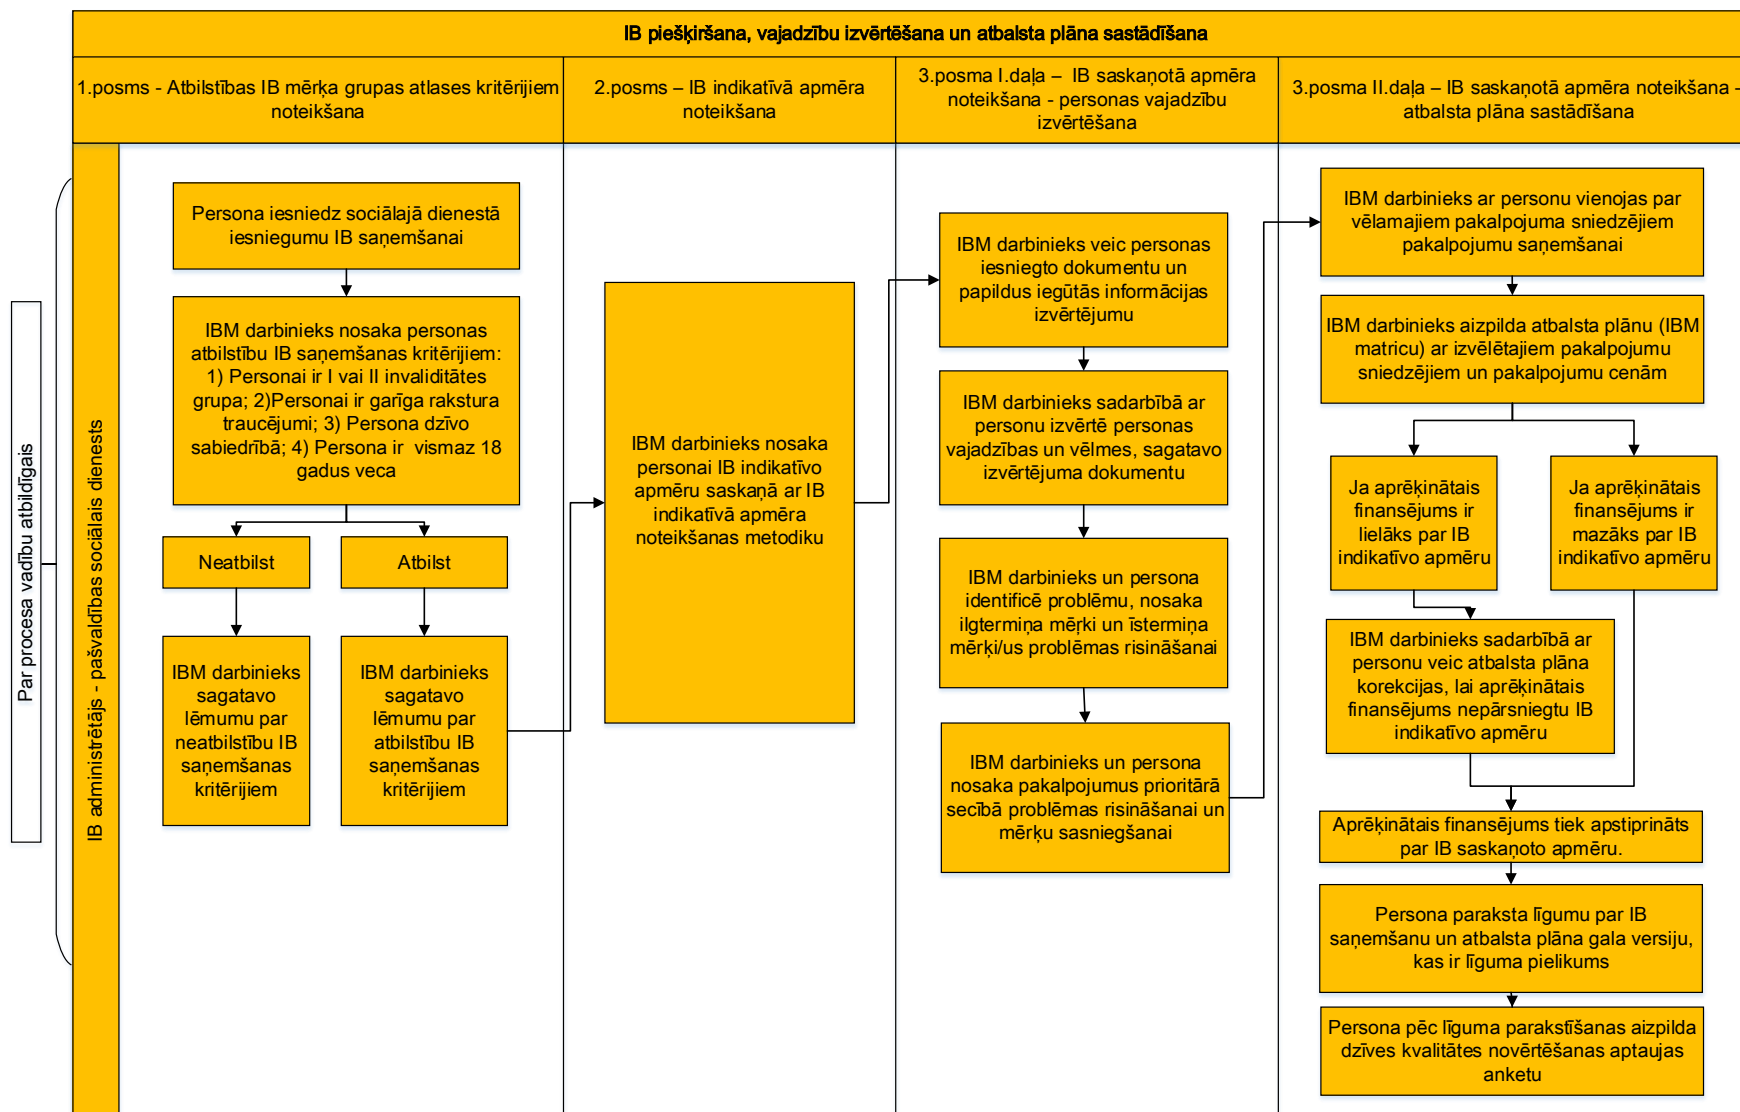 IB piešķiršana, vajadzību izvērtēšana un atbalsta plāna sastādīšana
1.posms - Atbilstības IB mērķa grupas atlases kritērijiem
noteikšana
2.posms – IB indikatīvā apmēra
noteikšana
3.posma I.daļa – IB saskaņotā apmēra
noteikšana - personas vajadzību
izvērtēšana
3.posma II.daļa – IB saskaņotā apmēra noteikšana -
atbalsta plāna sastādīšana
Par procesa vadību atbildīgais
IB administrētājs - pašvaldības sociālais dienests
Persona iesniedz sociālajā dienestā
iesniegumu IB saņemšanai
IBM darbinieks nosaka personas
atbilstību IB saņemšanas kritērijiem:
1) Personai ir I vai II invaliditātes
grupa; 2)Personai ir garīga rakstura
traucējumi; 3) Persona dzīvo
sabiedrībā; 4) Persona ir vismaz 18
gadus veca
Neatbilst
Atbilst
IBM darbinieks
sagatavo
lēmumu par
neatbilstību IB
saņemšanas
kritērijiem
IBM darbinieks
sagatavo
lēmumu par
atbilstību IB
saņemšanas
kritērijiem
IBM darbinieks nosaka
personai IB indikatīvo
apmēru saskaņā ar IB
indikatīvā apmēra
noteikšanas metodiku
IBM darbinieks veic personas
iesniegto dokumentu un
papildus iegūtās informācijas
izvērtējumu
IBM darbinieks sadarbībā ar
personu izvērtē personas
vajadzības un vēlmes, sagatavo
izvērtējuma dokumentu
IBM darbinieks un persona
identificē problēmu, nosaka
ilgtermiņa mērķi un īstermiņa
mērķi/us problēmas risināšanai
IBM darbinieks un persona
nosaka pakalpojumus prioritārā
secībā problēmas risināšanai un
mērķu sasniegšanai
IBM darbinieks ar personu vienojas par
vēlamajiem pakalpojuma sniedzējiem
pakalpojumu saņemšanai
IBM darbinieks aizpilda atbalsta plānu (IBM
matricu) ar izvēlētajiem pakalpojumu
sniedzējiem un pakalpojumu cenām
Ja aprēķinātais
finansējums ir
lielāks par IB
indikatīvo apmēru
Ja aprēķinātais
finansējums ir
mazāks par IB
indikatīvo apmēru
IBM darbinieks sadarbībā ar
personu veic atbalsta plāna
korekcijas, lai aprēķinātais
finansējums nepārsniegtu IB
indikatīvo apmēru
Aprēķinātais finansējums tiek apstiprināts
par IB saskaņoto apmēru.
Persona paraksta līgumu par IB
saņemšanu un atbalsta plāna gala versiju,
kas ir līguma pielikums
Persona pēc līguma parakstīšanas aizpilda
dzīves kvalitātes novērtēšanas aptaujas
anketu